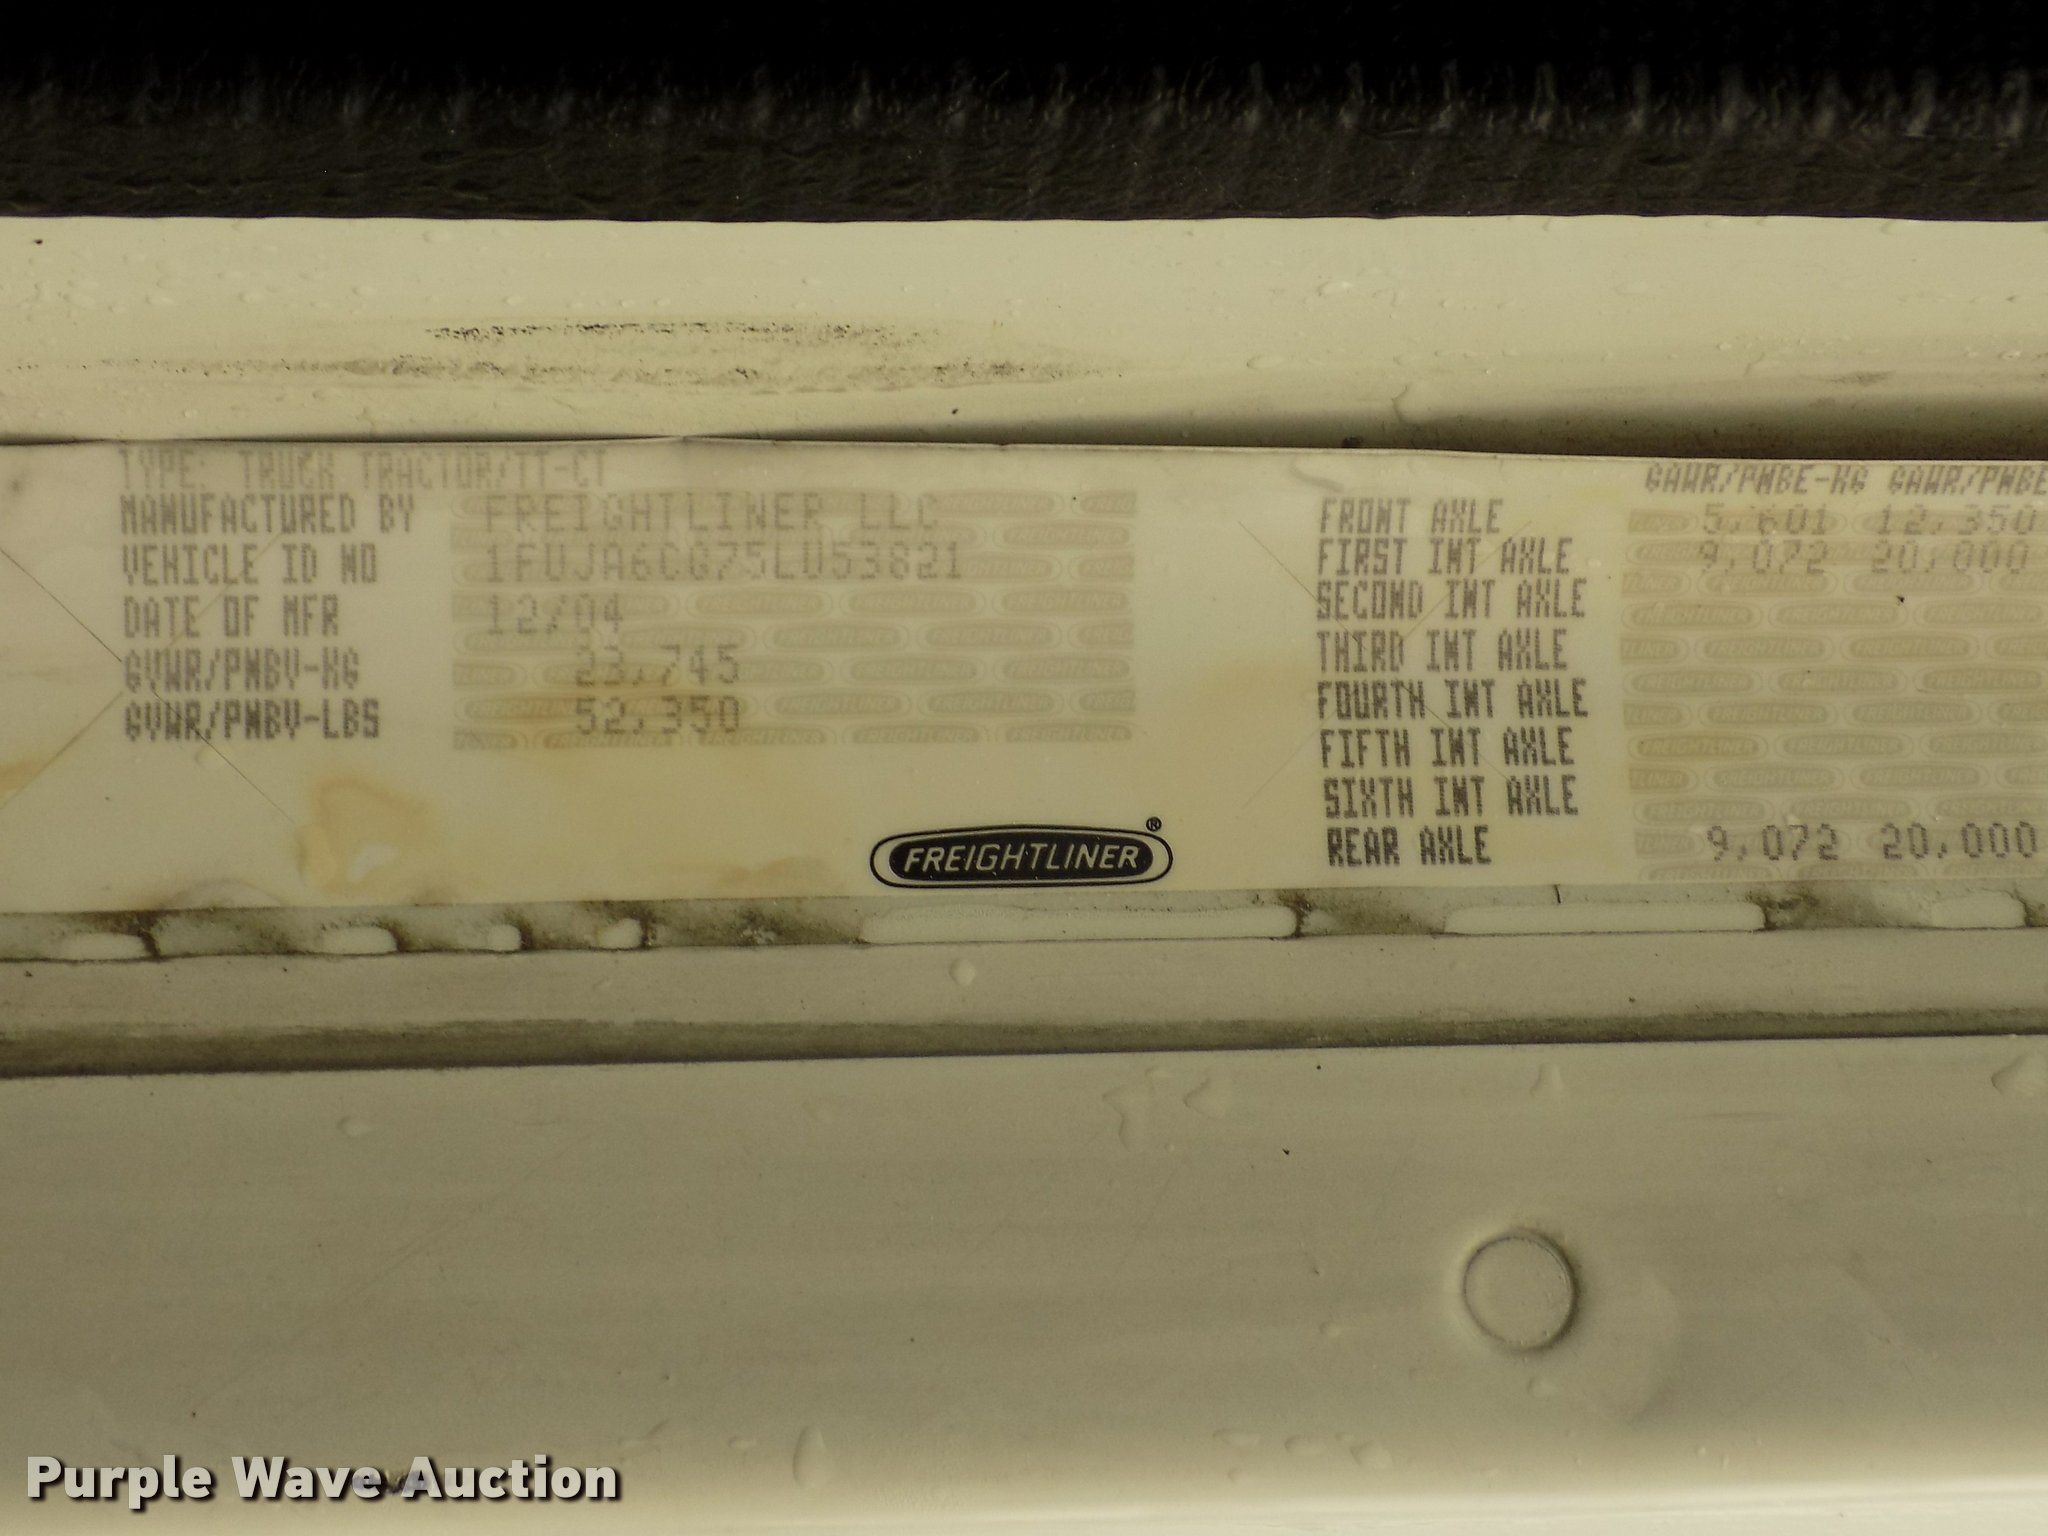 TYPE: TRUCK TRACTOR/TT-CT
MANUFACTURED BY FREIGHTLINER LLC
VEHICLE ID NO 1FUJA6CG75LU53821
DATE OF MFR 12/04
GVWR/PNBV-KG 23,745
GVWR/PNBV-LBS 52,350
FREIGHTLINER®
GAWR/PNBE-KG GAWR/PNBE
FRONT AXLE 5,601 12,350
FIRST INT AXLE 9,072 20,000
SECOND INT AXLE
THIRD INT AXLE
FOURTH INT AXLE
FIFTH INT AXLE
SIXTH INT AXLE
REAR AXLE 9,072 20,000
Purple Wave Auction